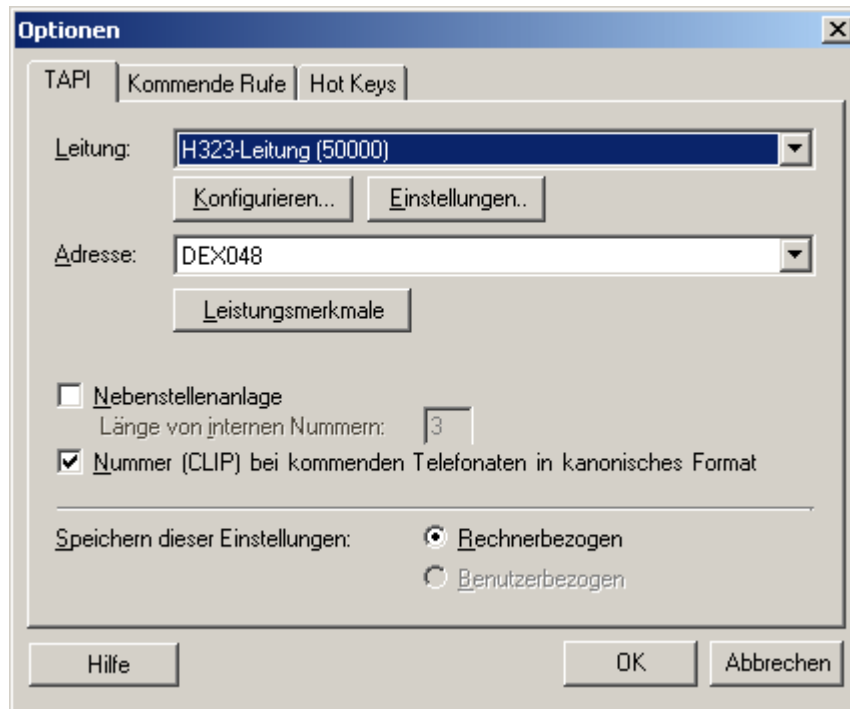 Optionen
TAPI Kommende Rufe Hot Keys
Leitung: H323-Leitung (50000)
Konfigurieren... Einstellungen..
Adresse: DEX048
Leistungsmerkmale
Nebenstellenanlage
Länge von internen Nummern: 3
Nummer (CLIP) bei kommenden Telefonaten in kanonisches Format
Speichern dieser Einstellungen: Rechnerbezogen
Benutzerbezogen
Hilfe OK Abbrechen